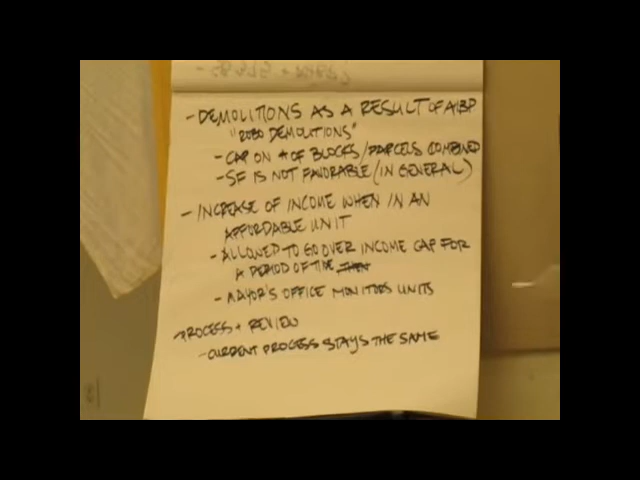 - DEMOLITIONS AS A RESULT OF AHBP
"ROBO DEMOLITIONS"
- CAP ON # OF BLOCKS/PARCELS COMBINED
- SF IS NOT FAVORABLE (IN GENERAL)
- INCREASE OF INCOME WHEN IN AN
AFFORDABLE UNIT
- ALLOWED TO GO OVER INCOME CAP FOR
A PERIOD OF TIME
- MAYOR'S OFFICE MONITORS UNITS
- PROCESS + REVIEW
- CURRENT PROCESS STAYS THE SAME